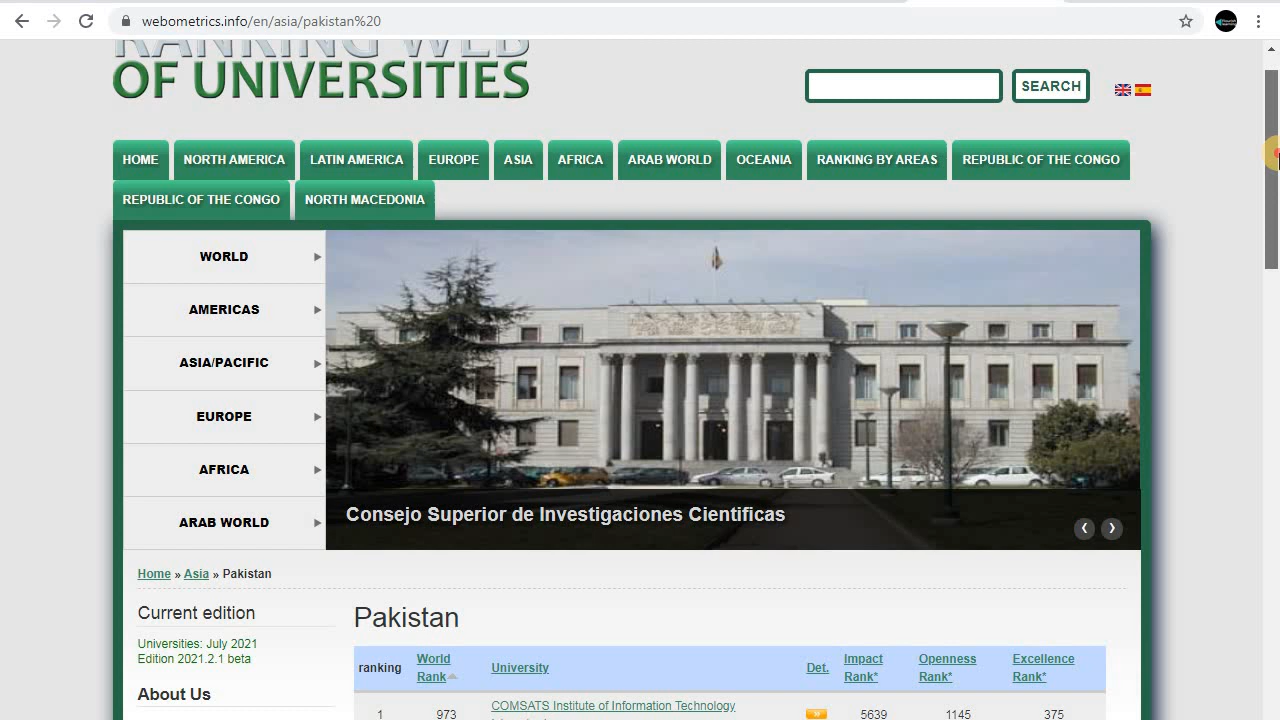 webometrics.info/en/asia/pakistan%20
RANKING WEB
OF UNIVERSITIES
SEARCH
HOME
NORTH AMERICA
LATIN AMERICA
EUROPE
ASIA
AFRICA
ARAB WORLD
OCEANIA
RANKING BY AREAS
REPUBLIC OF THE CONGO
REPUBLIC OF THE CONGO
NORTH MACEDONIA
WORLD
AMERICAS
ASIA/PACIFIC
EUROPE
AFRICA
ARAB WORLD
Consejo Superior de Investigaciones Cientificas
Home » Asia » Pakistan
Current edition
Universities: July 2021
Edition 2021.2.1 beta
About Us
Pakistan
ranking
World
Rank
University
Det.
Impact
Rank*
Openness
Rank*
Excellence
Rank*
1
973
COMSATS Institute of Information Technology
5639
1145
375